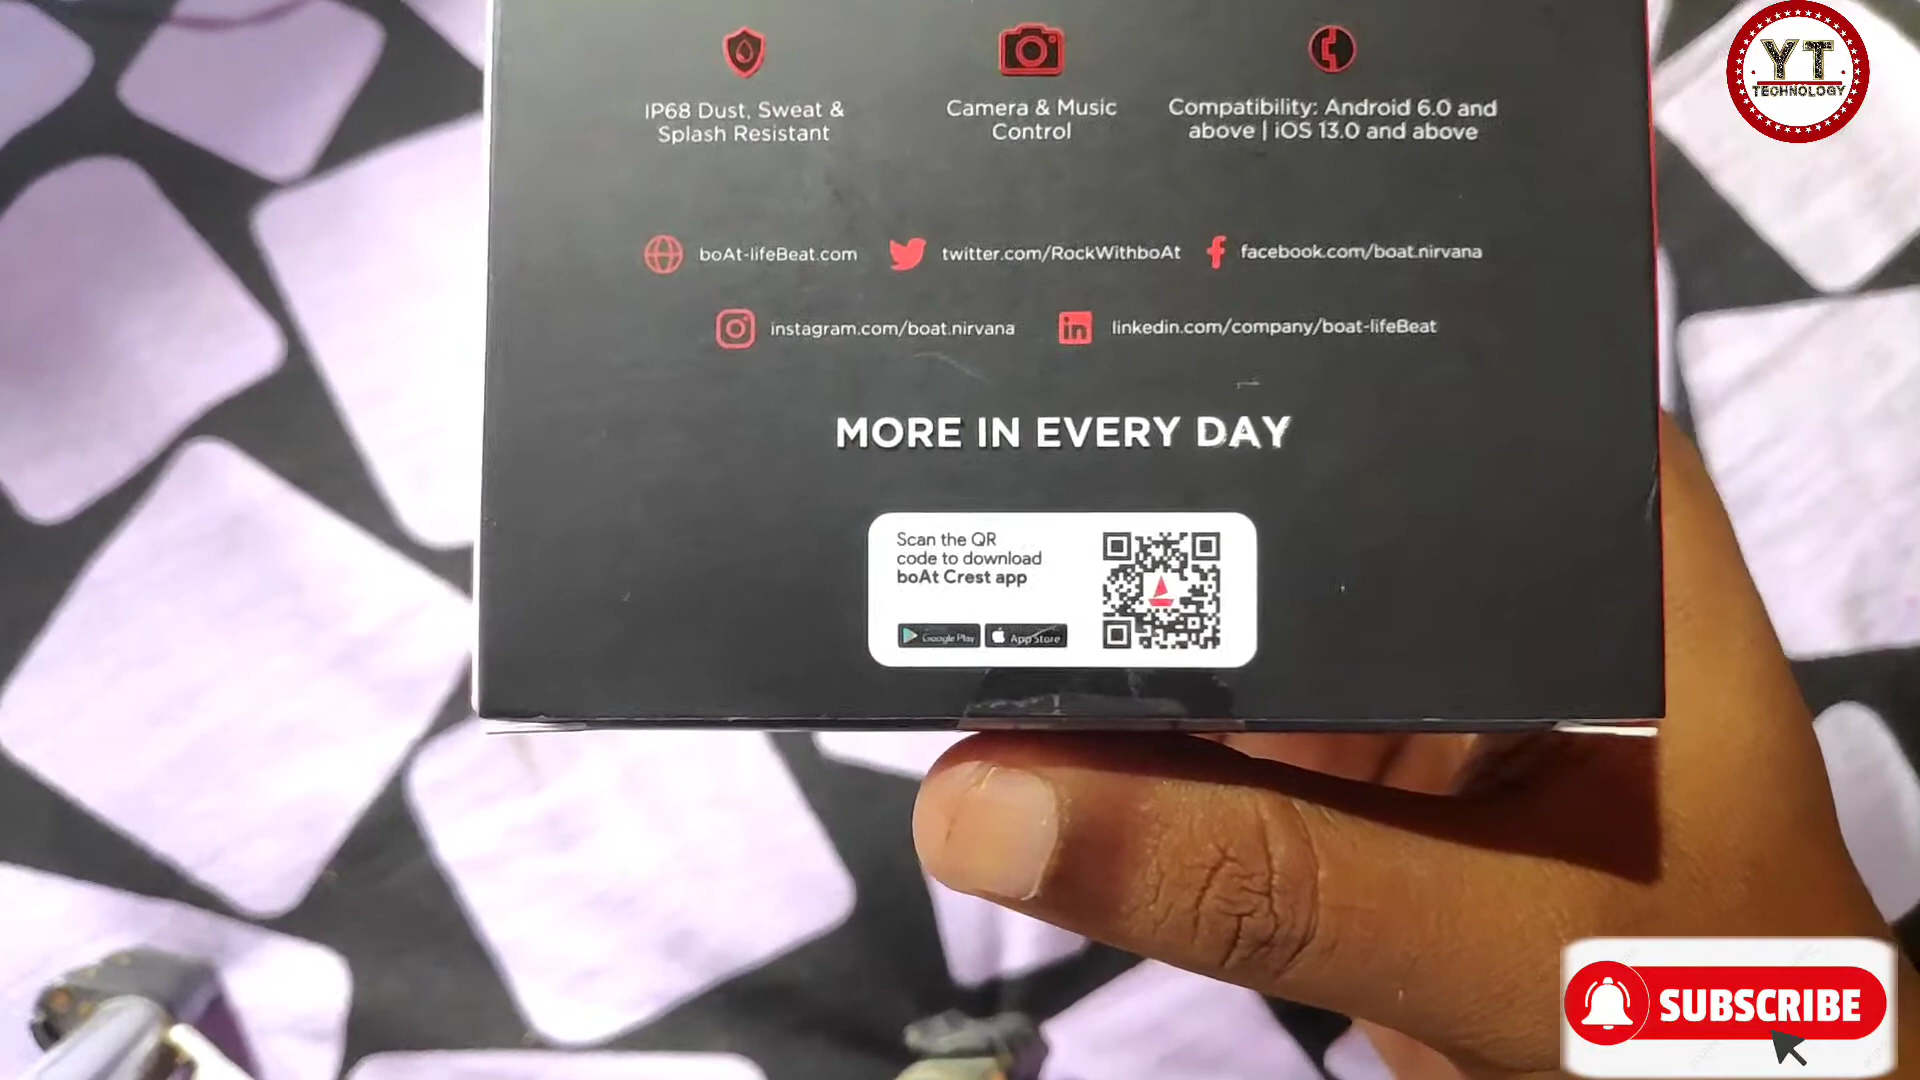 YT
TECHNOLOGY
IP68 Dust, Sweat &
Splash Resistant
Camera & Music
Control
Compatibility: Android 6.0 and
above | iOS 13.0 and above
boAt-lifeBeat.com
twitter.com/RockWithboAt
facebook.com/boat.nirvana
instagram.com/boat.nirvana
linkedin.com/company/boat-lifeBeat
MORE IN EVERY DAY
Scan the QR
code to download
boAt Crest app
Google Play
App Store
SUBSCRIBE